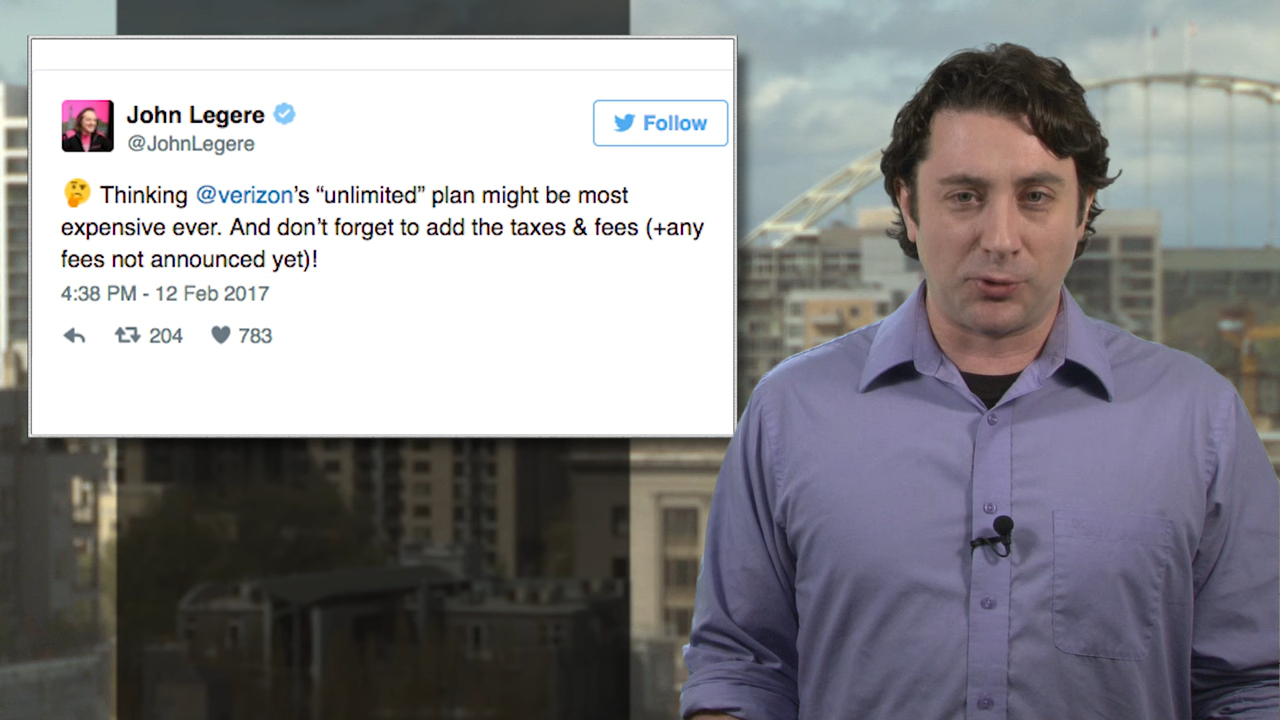 John Legere
@JohnLegere
Follow
🤔 Thinking @verizon’s “unlimited” plan might be most
expensive ever. And don’t forget to add the taxes & fees (+any
fees not announced yet)!
4:38 PM - 12 Feb 2017
204 783